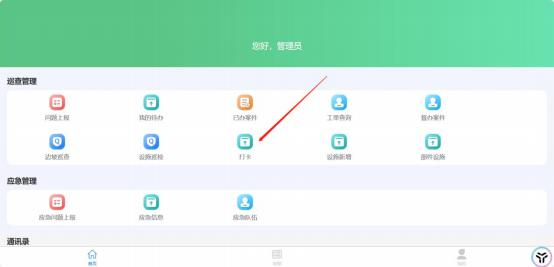 您好，管理员
巡查管理
问题上报 我的待办 已办案件 工单查询 督办案件
边坡巡查 设施巡检 打卡 设施新增 部件设施
应急管理
应急问题上报 应急信息 应急队伍
通讯录
首页